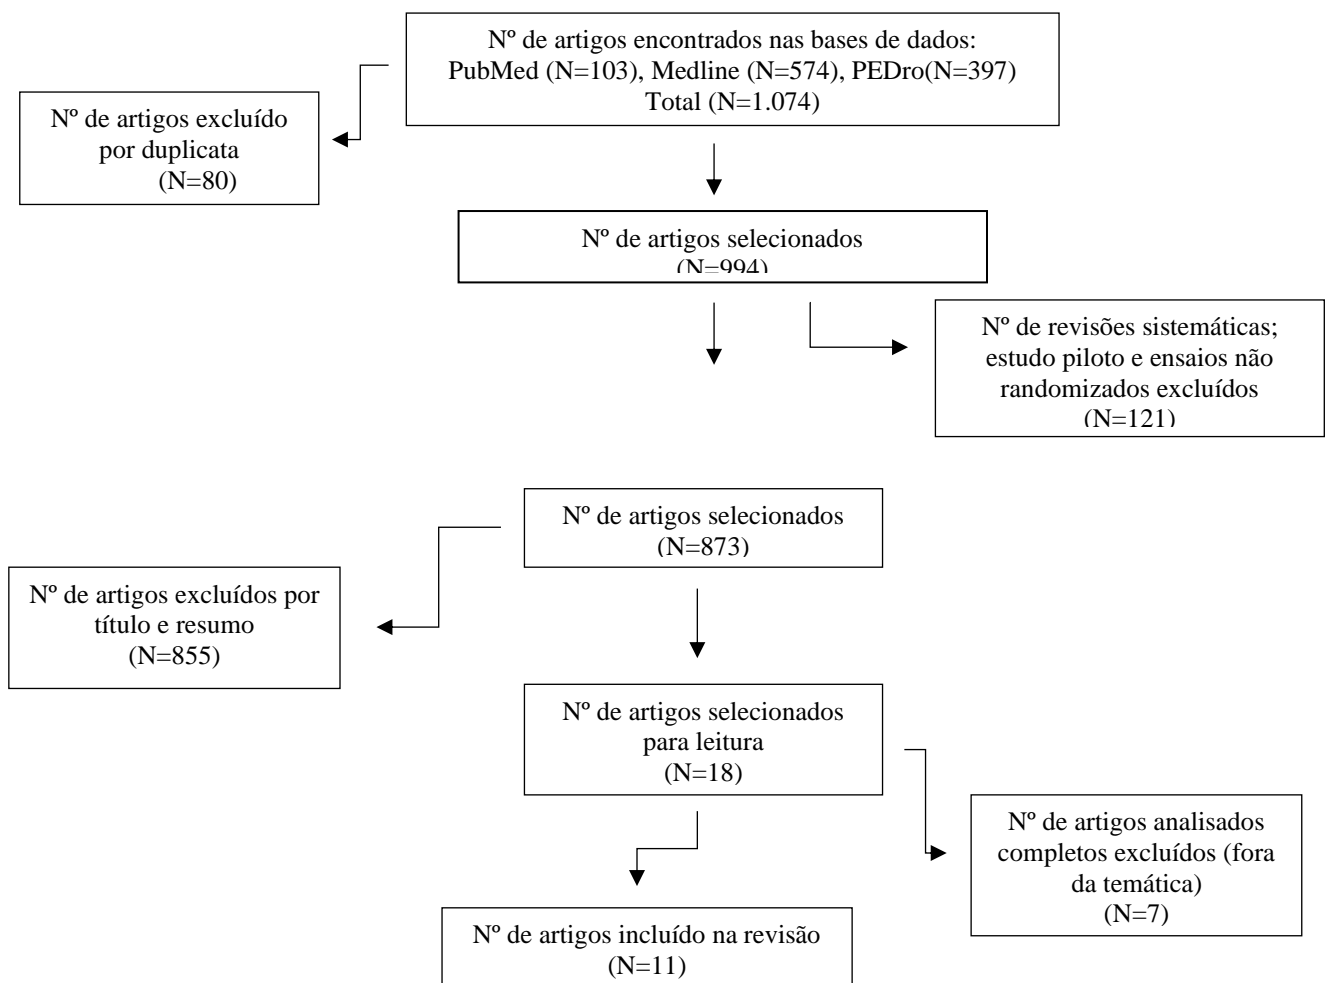 Nº de artigos encontrados nas bases de dados:
PubMed (N=103), Medline (N=574), PEDro(N=397)
Total (N=1.074)
Nº de artigos excluído
por duplicata
(N=80)
Nº de artigos selecionados
(N=994)
Nº de revisões sistemáticas;
estudo piloto e ensaios não
randomizados excluídos
(N=121)
Nº de artigos selecionados
(N=873)
Nº de artigos excluídos por
título e resumo
(N=855)
Nº de artigos selecionados
para leitura
(N=18)
Nº de artigos analisados
completos excluídos (fora
da temática)
(N=7)
Nº de artigos incluído na revisão
(N=11)